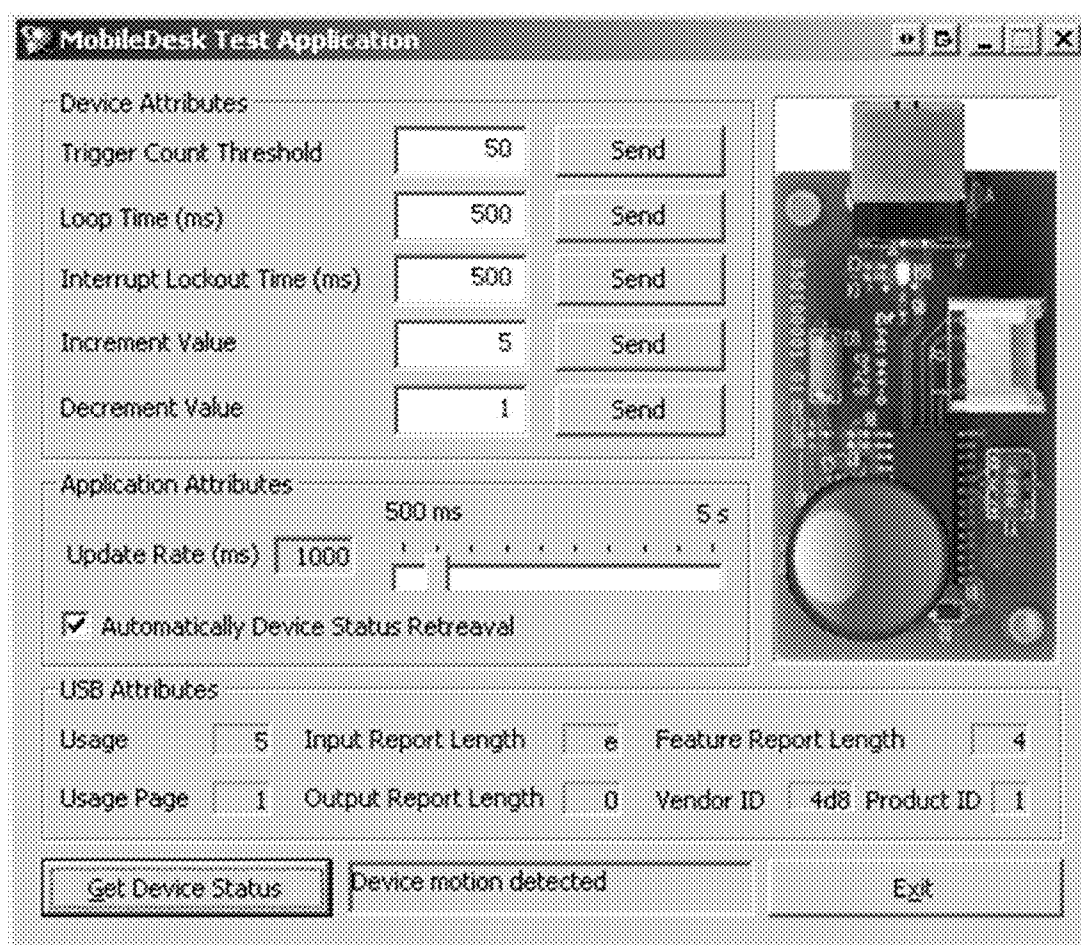 MobileDesk Test Application
Device Attributes
Trigger Count Threshold 50 Send
Loop Time (ms) 500 Send
Interrupt Lockout Time (ms) 500 Send
Increment Value 5 Send
Decrement Value 1 Send
Application Attributes
500 ms 5 s
Update Rate (ms) 1000
Automatically Device Status Retreaval
USB Attributes
Usage 5 Input Report Length e Feature Report Length 4
Usage Page 1 Output Report Length 0 Vendor ID 4d8 Product ID 1
Get Device Status Device motion detected Exit